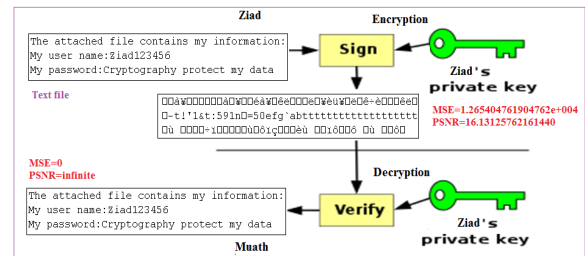 Ziad
Encryption
The attached file contains my information:
My user name:Ziad123456
My password:Cryptography protect my data
Sign
Ziad's
private key
Text file
MSE=1.265404761904762e+004
PSNR=16.13125762161440
MSE=0
PSNR=infinite
Decryption
The attached file contains my information:
My user name:Ziad123456
My password:Cryptography protect my data
Verify
Ziad's
private key
Muath